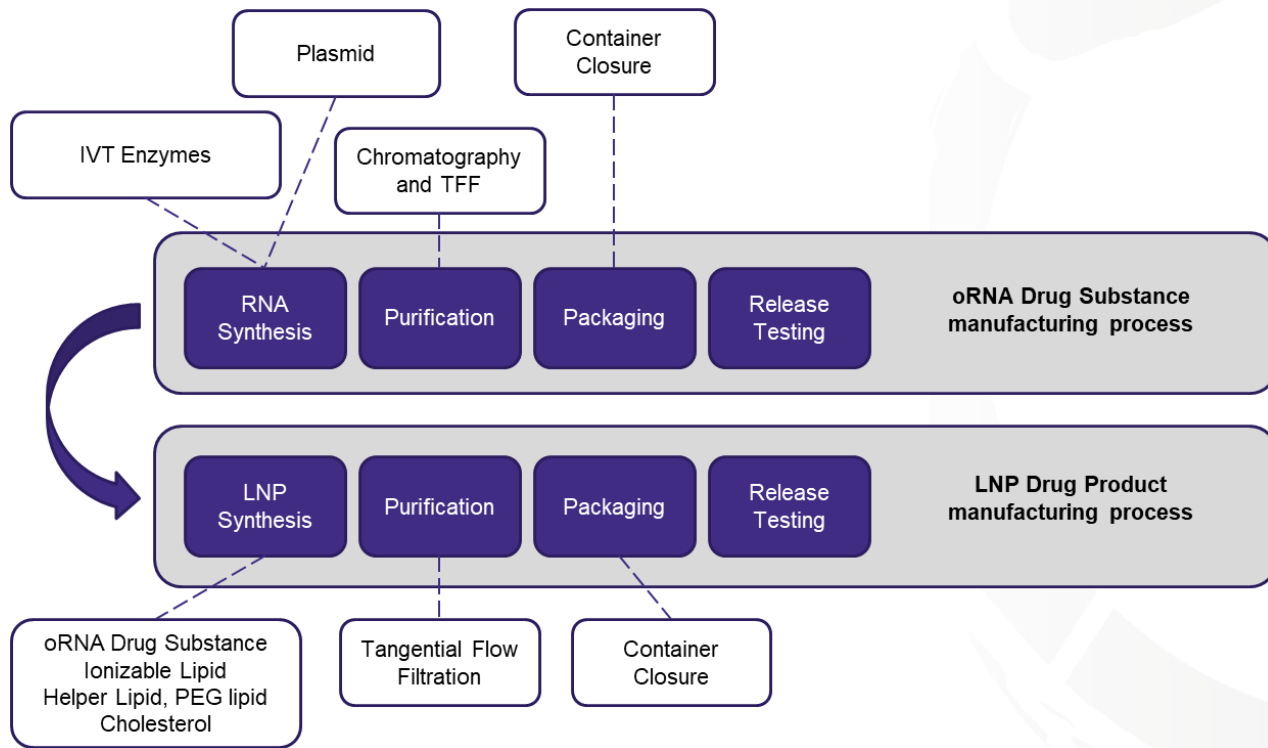 Plasmid
Container
Closure
IVT Enzymes
Chromatography
and TFF
RNA
Synthesis
Purification
Packaging
Release
Testing
oRNA Drug Substance
manufacturing process
LNP
Synthesis
Purification
Packaging
Release
Testing
LNP Drug Product
manufacturing process
oRNA Drug Substance
Ionizable Lipid
Helper Lipid, PEG lipid
Cholesterol
Tangential Flow
Filtration
Container
Closure